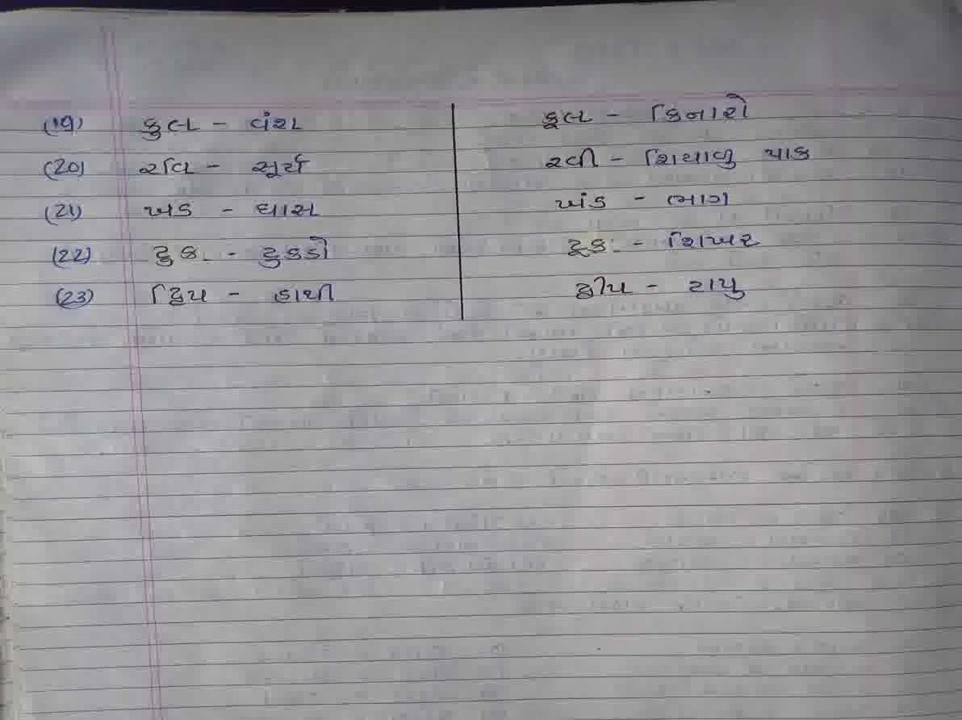 (19) કુલ - વંશ | કૂલ - કિનારો
(20) રવિ - સૂર્ય | રવી - શિયાળુ પાક
(21) ખડ - ઘાસ | ખંડ - ભાગ
(22) ટુક - ટુકડો | ટૂક - શિખર
(23) દ્વિપ - હાથી | દ્વીપ - ટાપુ